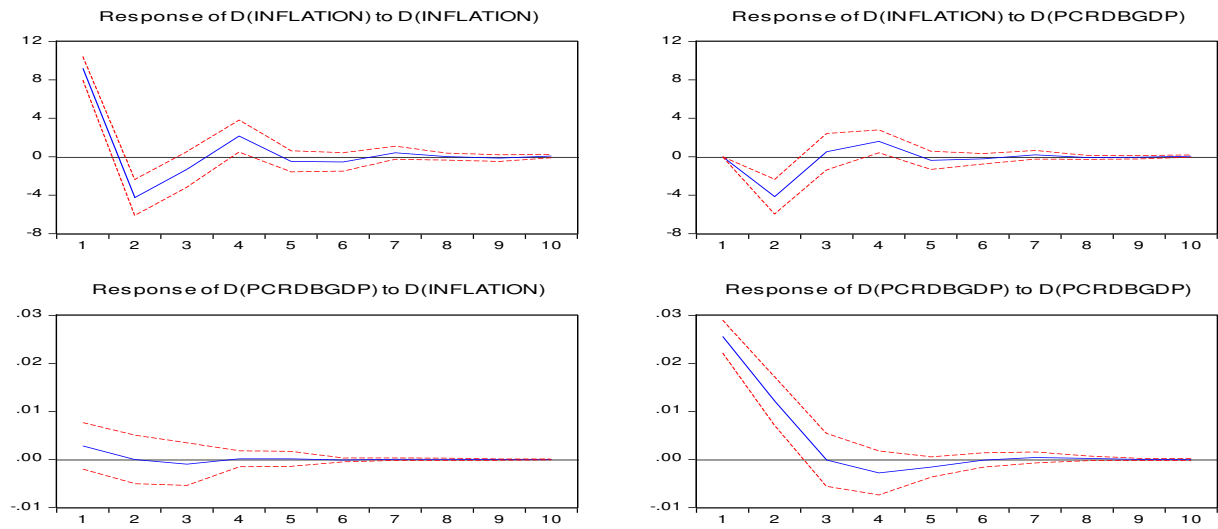 Response of D(INFLATION) to D(INFLATION)
12
8
4
0
-4
-8
1 2 3 4 5 6 7 8 9 10
Response of D(INFLATION) to D(PCRDBGDP)
12
8
4
0
-4
-8
1 2 3 4 5 6 7 8 9 10
Response of D(PCRDBGDP) to D(INFLATION)
.03
.02
.01
.00
-.01
1 2 3 4 5 6 7 8 9 10
Response of D(PCRDBGDP) to D(PCRDBGDP)
.03
.02
.01
.00
-.01
1 2 3 4 5 6 7 8 9 10